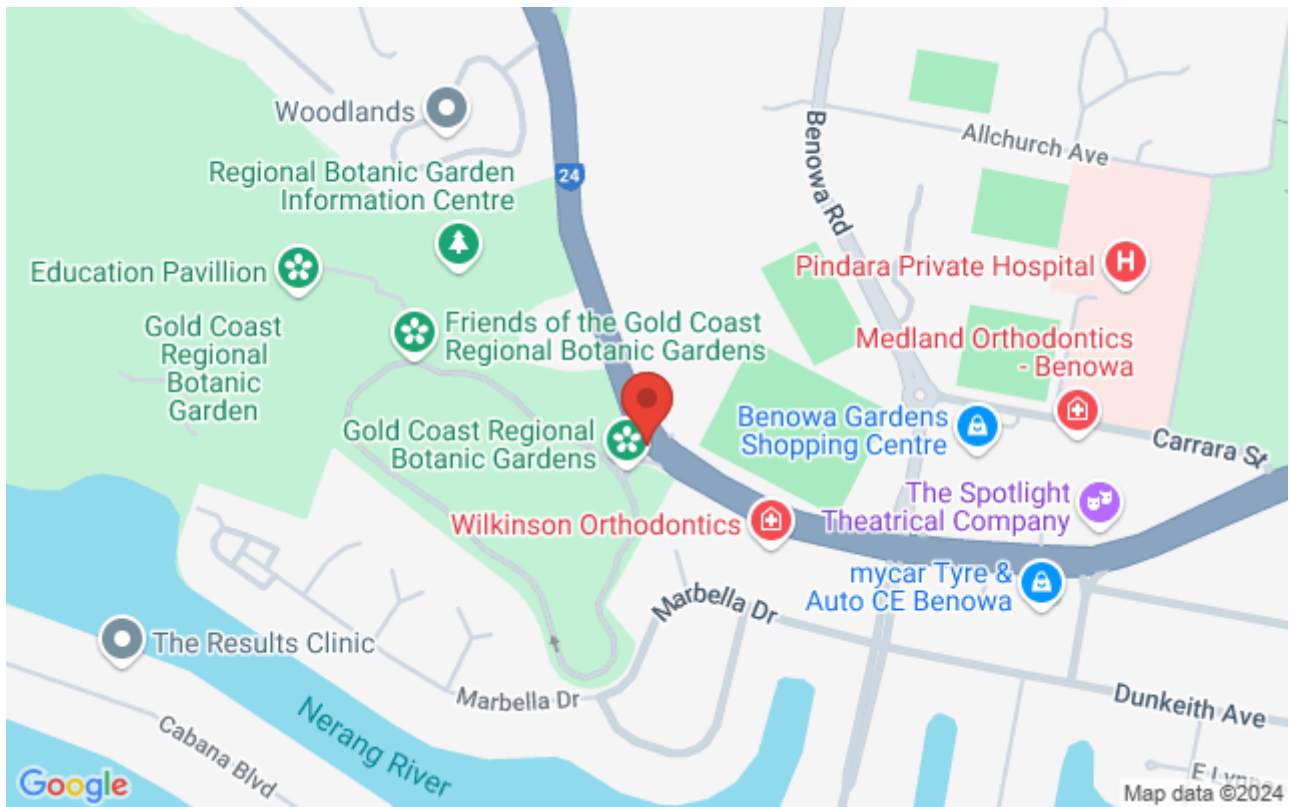 Woodlands
24
Benowa Rd
Allchurch Ave
Regional Botanic Garden
Information Centre
Education Pavillion
Pindara Private Hospital
H
Gold Coast
Regional
Botanic
Garden
Friends of the Gold Coast
Regional Botanic Gardens
Medland Orthodontics
- Benowa
Gold Coast Regional
Botanic Gardens
Benowa Gardens
Shopping Centre
Carrara St
Wilkinson Orthodontics
The Spotlight
Theatrical Company
mycar Tyre &
Auto CE Benowa
Marbella Dr
The Results Clinic
Marbella Dr
Dunkeith Ave
Nerang River
Cabana Blvd
Google
Map data ©2024